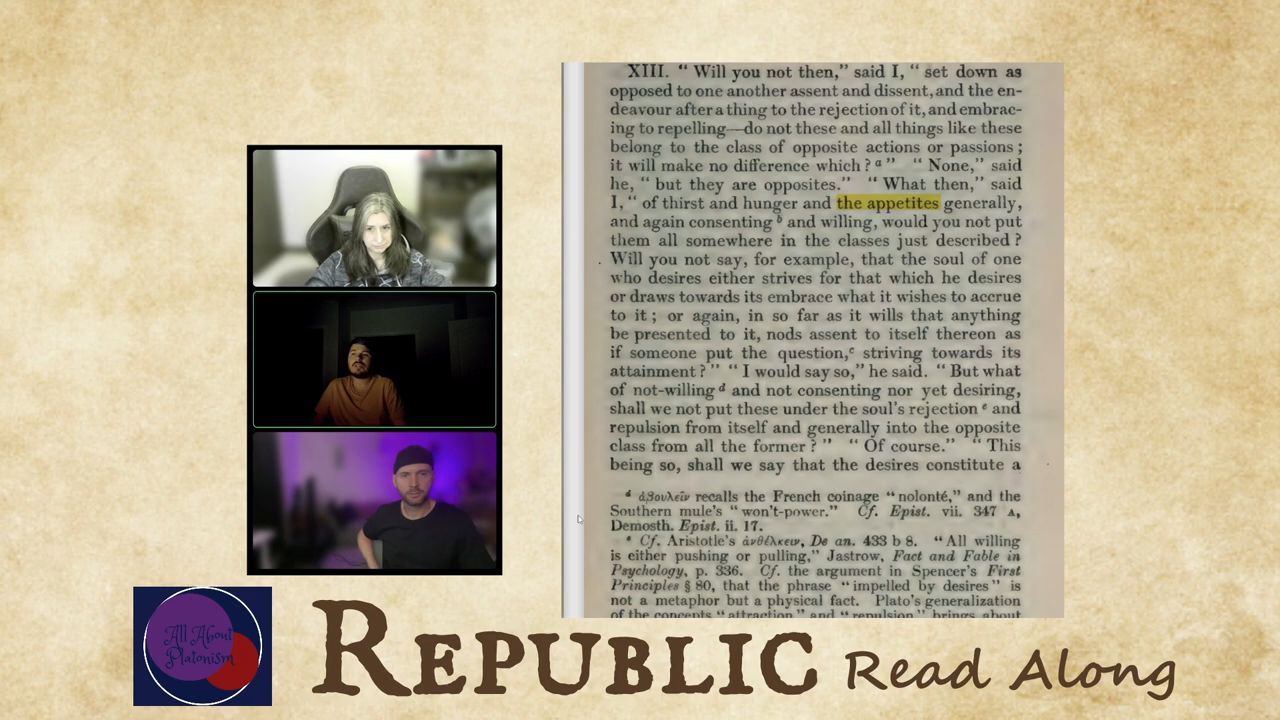 XIII. “ Will you not then,” said I, “ set down as
opposed to one another assent and dissent, and the en-
deavour after a thing to the rejection of it, and embrac-
ing to repelling—do not these and all things like these
belong to the class of opposite actions or passions ;
it will make no difference which ? a ” “ None,” said
he, “ but they are opposites.” “ What then,” said
I, “ of thirst and hunger and the appetites generally,
and again consenting b and willing, would you not put
them all somewhere in the classes just described ?
Will you not say, for example, that the soul of one
who desires either strives for that which he desires
or draws towards its embrace what it wishes to accrue
to it ; or again, in so far as it wills that anything
be presented to it, nods assent to itself thereon as
if someone put the question, c striving towards its
attainment ? ” “ I would say so,” he said. “ But what
of not-willing d and not consenting nor yet desiring,
shall we not put these under the soul’s rejection e and
repulsion from itself and generally into the opposite
class from all the former ? ” “ Of course.” “ This
being so, shall we say that the desires constitute a
d ἀβουλεῖν recalls the French coinage “ nolonté,” and the
Southern mule’s “ won’t-power.” Cf. Epist. vii. 347 A,
Demosth. Epist. ii. 17.
e Cf. Aristotle’s ἀνθέλκειν, De an. 433 b 8. “ All willing
is either pushing or pulling,” Jastrow, Fact and Fable in
Psychology, p. 336. Cf. the argument in Spencer’s First
Principles § 80, that the phrase “ impelled by desires ” is
not a metaphor but a physical fact. Plato’s generalization
of the concepts “ attraction ” and “ repulsion ” brings about
All About
Platonism
REPUBLIC Read Along